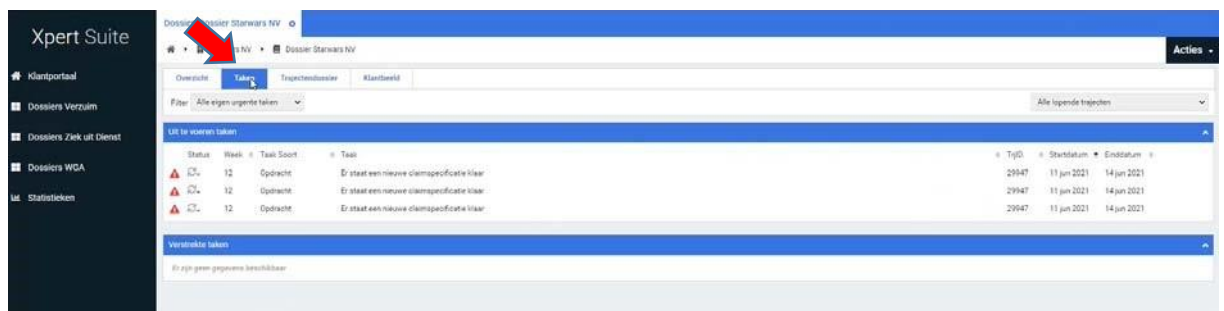 Xpert Suite
Klantportaal
Dossiers Verzuim
Dossiers Ziek uit Dienst
Dossiers WGA
Statistieken
Dossier Starwars NV
NV Dossier Starwars NV
Acties
Overzicht Taken Trajectendossier Klantbeeld
Filter Alle eigen urgente taken Alle lopende trajecten
Uit te voeren taken
Status Week Taak Soort Taak TrjID Startdatum Einddatum
12 Opdracht Er staat een nieuwe claimspecificatie klaar 29947 11 jun 2021 14 jun 2021
12 Opdracht Er staat een nieuwe claimspecificatie klaar 29947 11 jun 2021 14 jun 2021
12 Opdracht Er staat een nieuwe claimspecificatie klaar 29947 11 jun 2021 14 jun 2021
Verstrekte taken
Er zijn geen gegevens beschikbaar